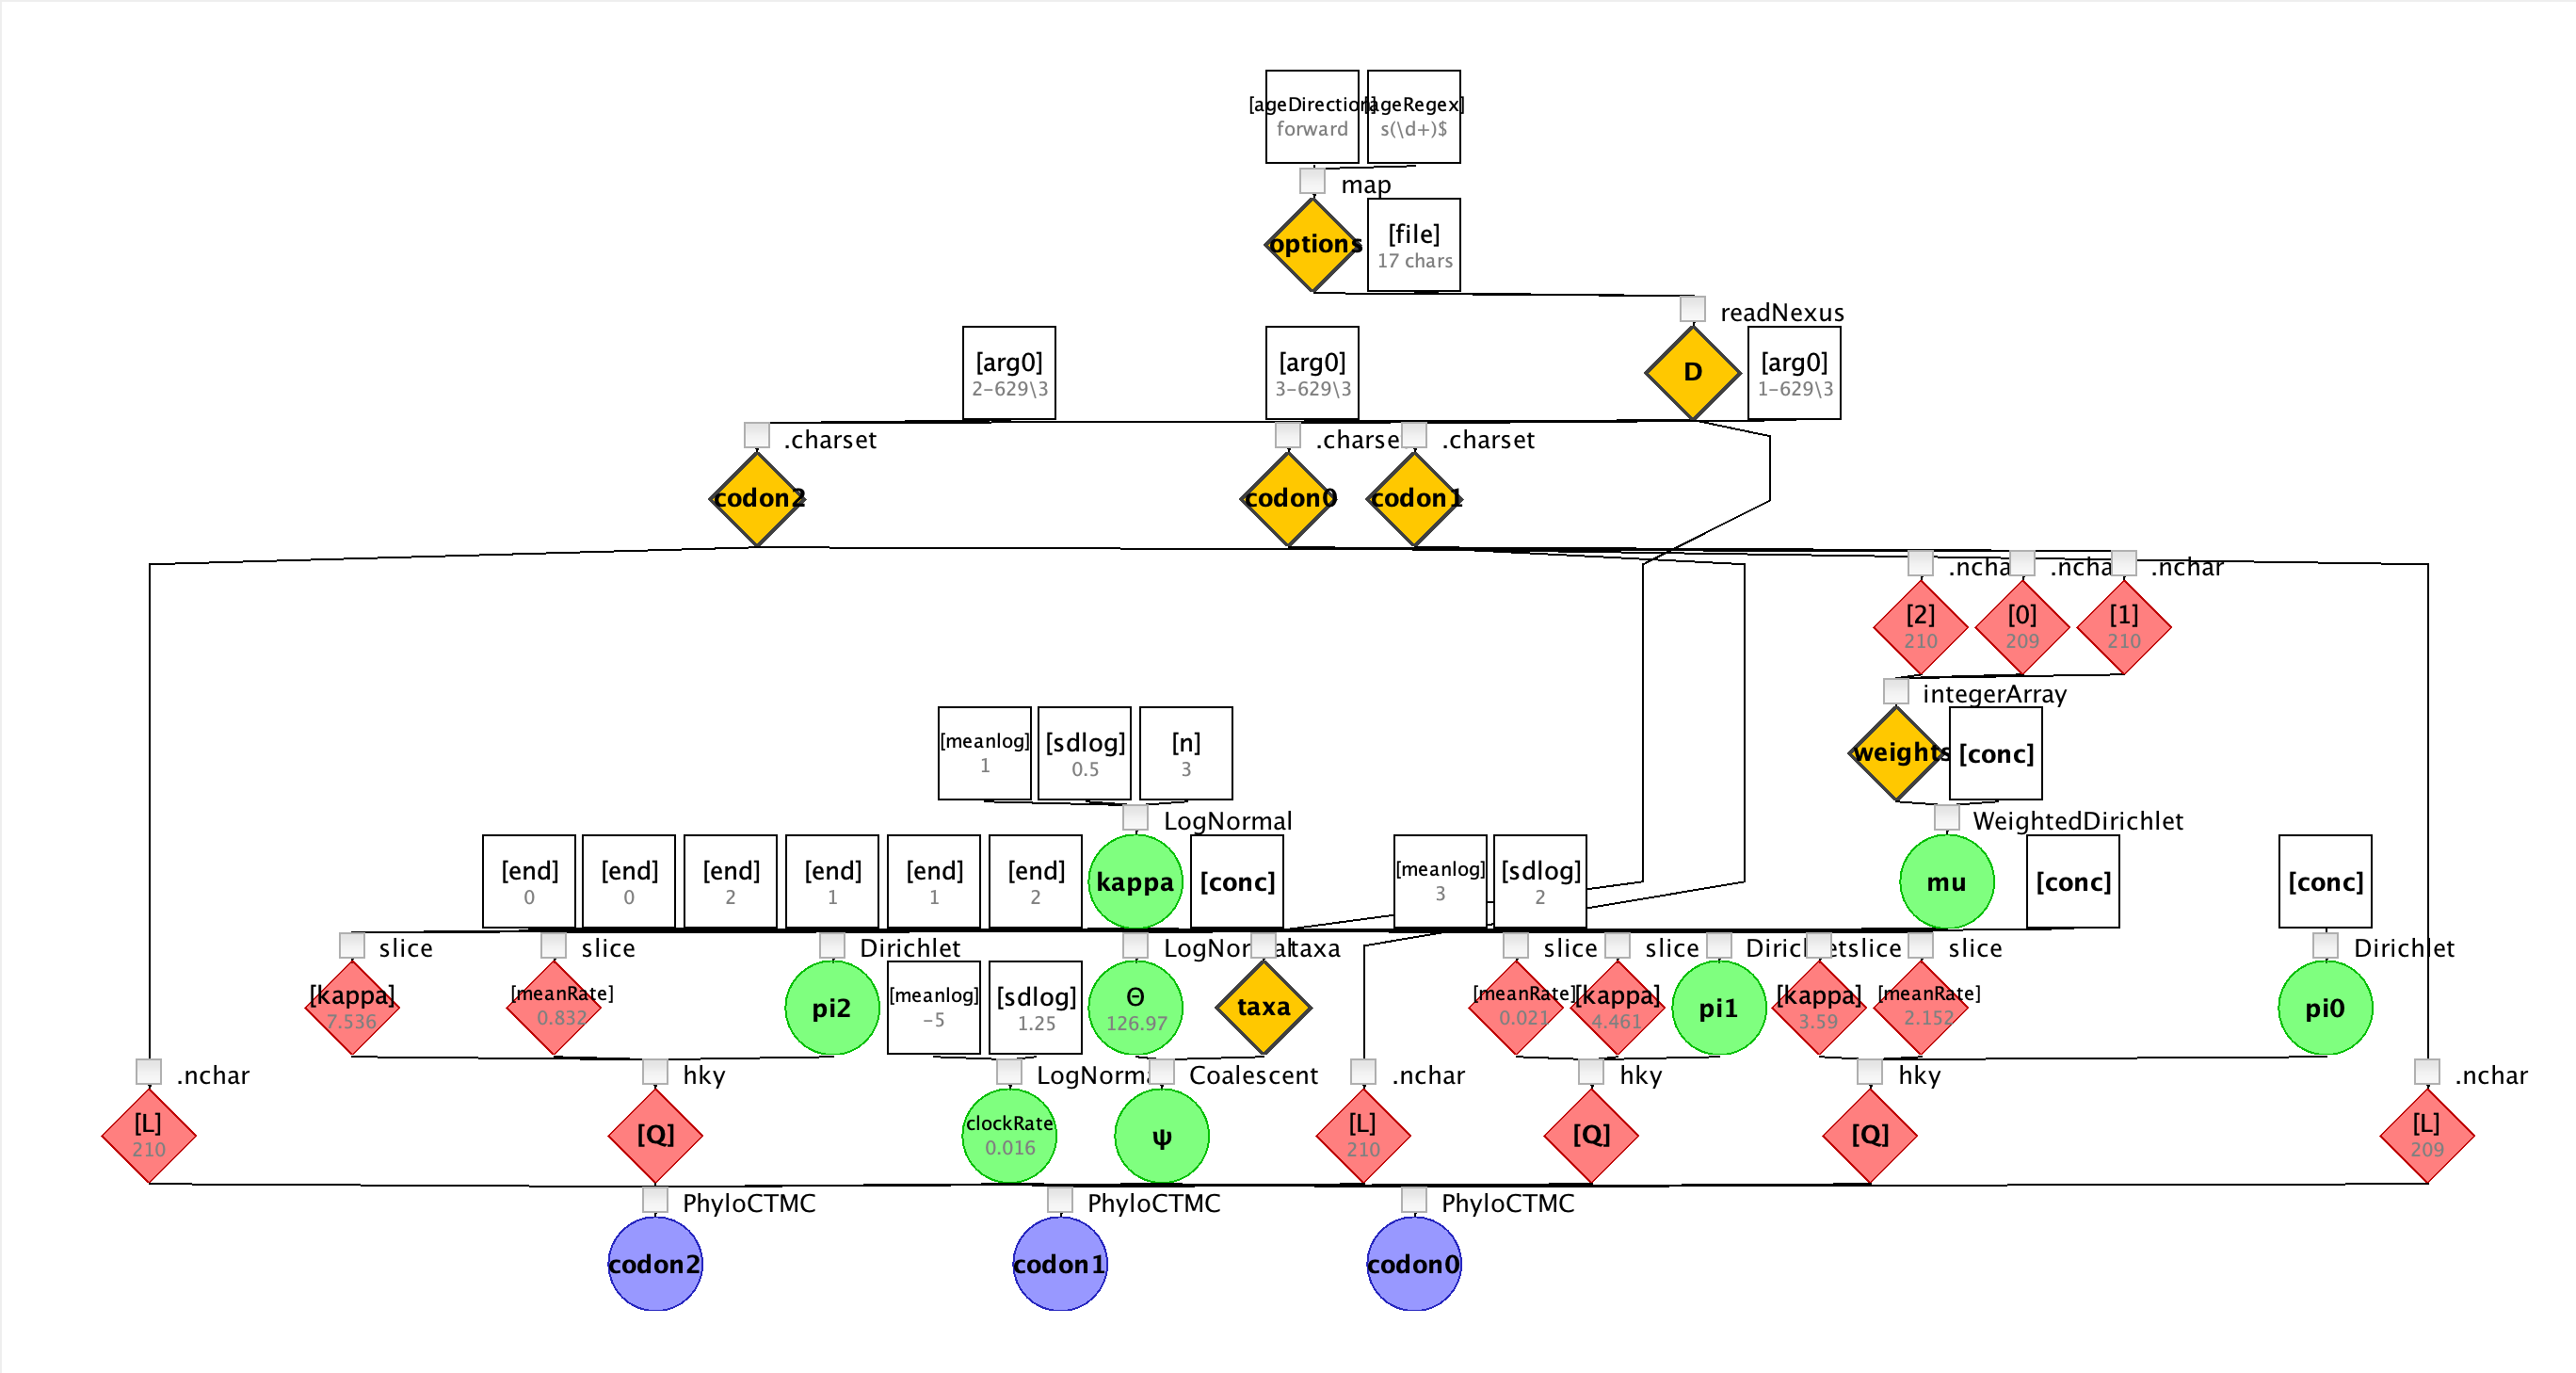 [ageDirection]
forward
[ageRegex]
s(\d+)$
map
options
[file]
17 chars
readNexus
[arg0]
2-629\3
[arg0]
3-629\3
D
[arg0]
1-629\3
.charset
.charse
.charset
codon2
codon0
codon1
.ncha
.ncha
.nchar
[2]
210
[0]
209
[1]
210
integerArray
[meanlog]
1
[sdlog]
0.5
[n]
3
weights
[conc]
LogNormal
WeightedDirichlet
[end]
0
[end]
0
[end]
2
[end]
1
[end]
1
[end]
2
kappa
[conc]
[meanlog]
3
[sdlog]
2
mu
[conc]
[conc]
slice
slice
Dirichlet
LogNormal
taxa
slice
slice
Dirichlet
slice
slice
Dirichlet
[kappa]
7.536
[meanRate]
0.832
pi2
[meanlog]
-5
[sdlog]
1.25
Θ
126.97
taxa
[meanRate]
0.021
[kappa]
4.461
pi1
[kappa]
3.59
[meanRate]
2.152
pi0
.nchar
hky
LogNorma
Coalescent
.nchar
hky
hky
.nchar
[L]
210
[Q]
clockRate
0.016
ψ
[L]
210
[Q]
[Q]
[L]
209
PhyloCTMC
PhyloCTMC
PhyloCTMC
codon2
codon1
codon0